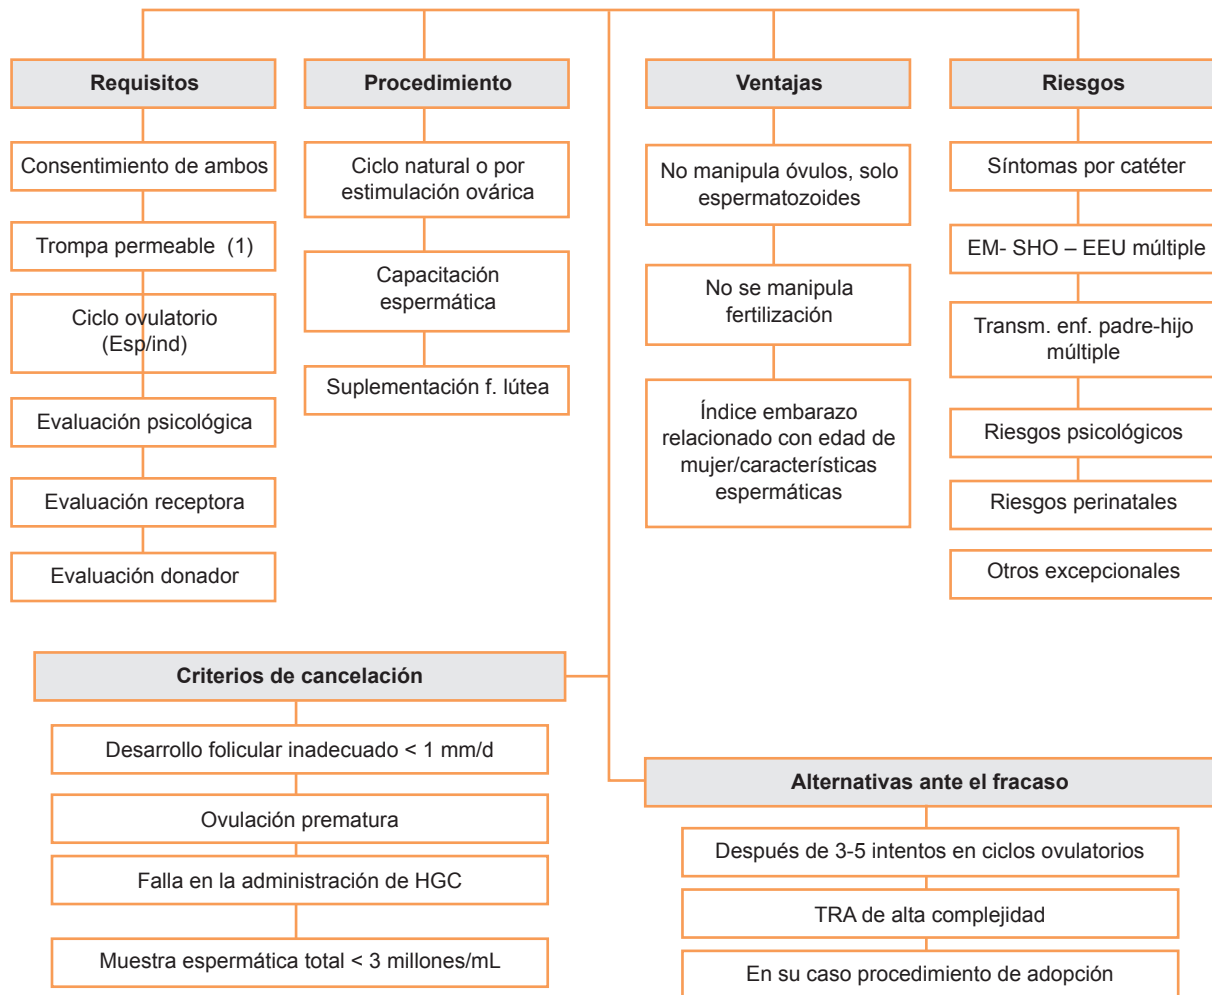 Requisitos
Consentimiento de ambos
Trompa permeable (1)
Ciclo ovulatorio
(Esp/ind)
Evaluación psicológica
Evaluación receptora
Evaluación donador
Procedimiento
Ciclo natural o por
estimulación ovárica
Capacitación
espermática
Suplementación f. lútea
Ventajas
No manipula óvulos, solo
espermatozoides
No se manipula
fertilización
Índice embarazo
relacionado con edad de
mujer/características
espermáticas
Riesgos
Síntomas por catéter
EM- SHO – EEU múltiple
Transm. enf. padre-hijo
múltiple
Riesgos psicológicos
Riesgos perinatales
Otros excepcionales
Criterios de cancelación
Desarrollo folicular inadecuado < 1 mm/d
Ovulación prematura
Falla en la administración de HGC
Muestra espermática total < 3 millones/mL
Alternativas ante el fracaso
Después de 3-5 intentos en ciclos ovulatorios
TRA de alta complejidad
En su caso procedimiento de adopción